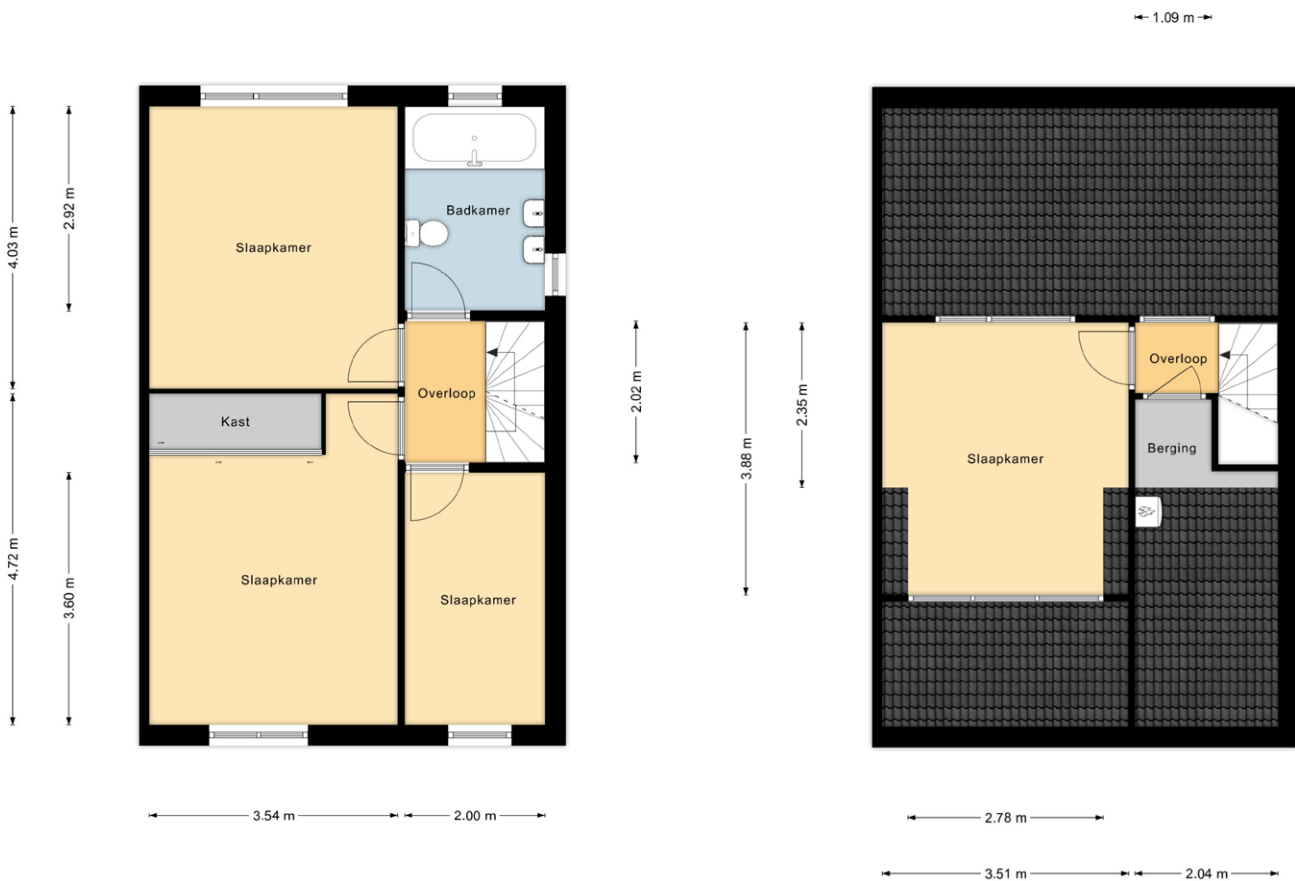 1.09 m
4.03 m
2.92 m
Slaapkamer
Badkamer
Overloop
2.02 m
Kast
4.72 m
3.60 m
Slaapkamer
Slaapkamer
3.54 m
2.00 m
3.88 m
2.35 m
Overloop
Slaapkamer
Berging
2.78 m
3.51 m
2.04 m